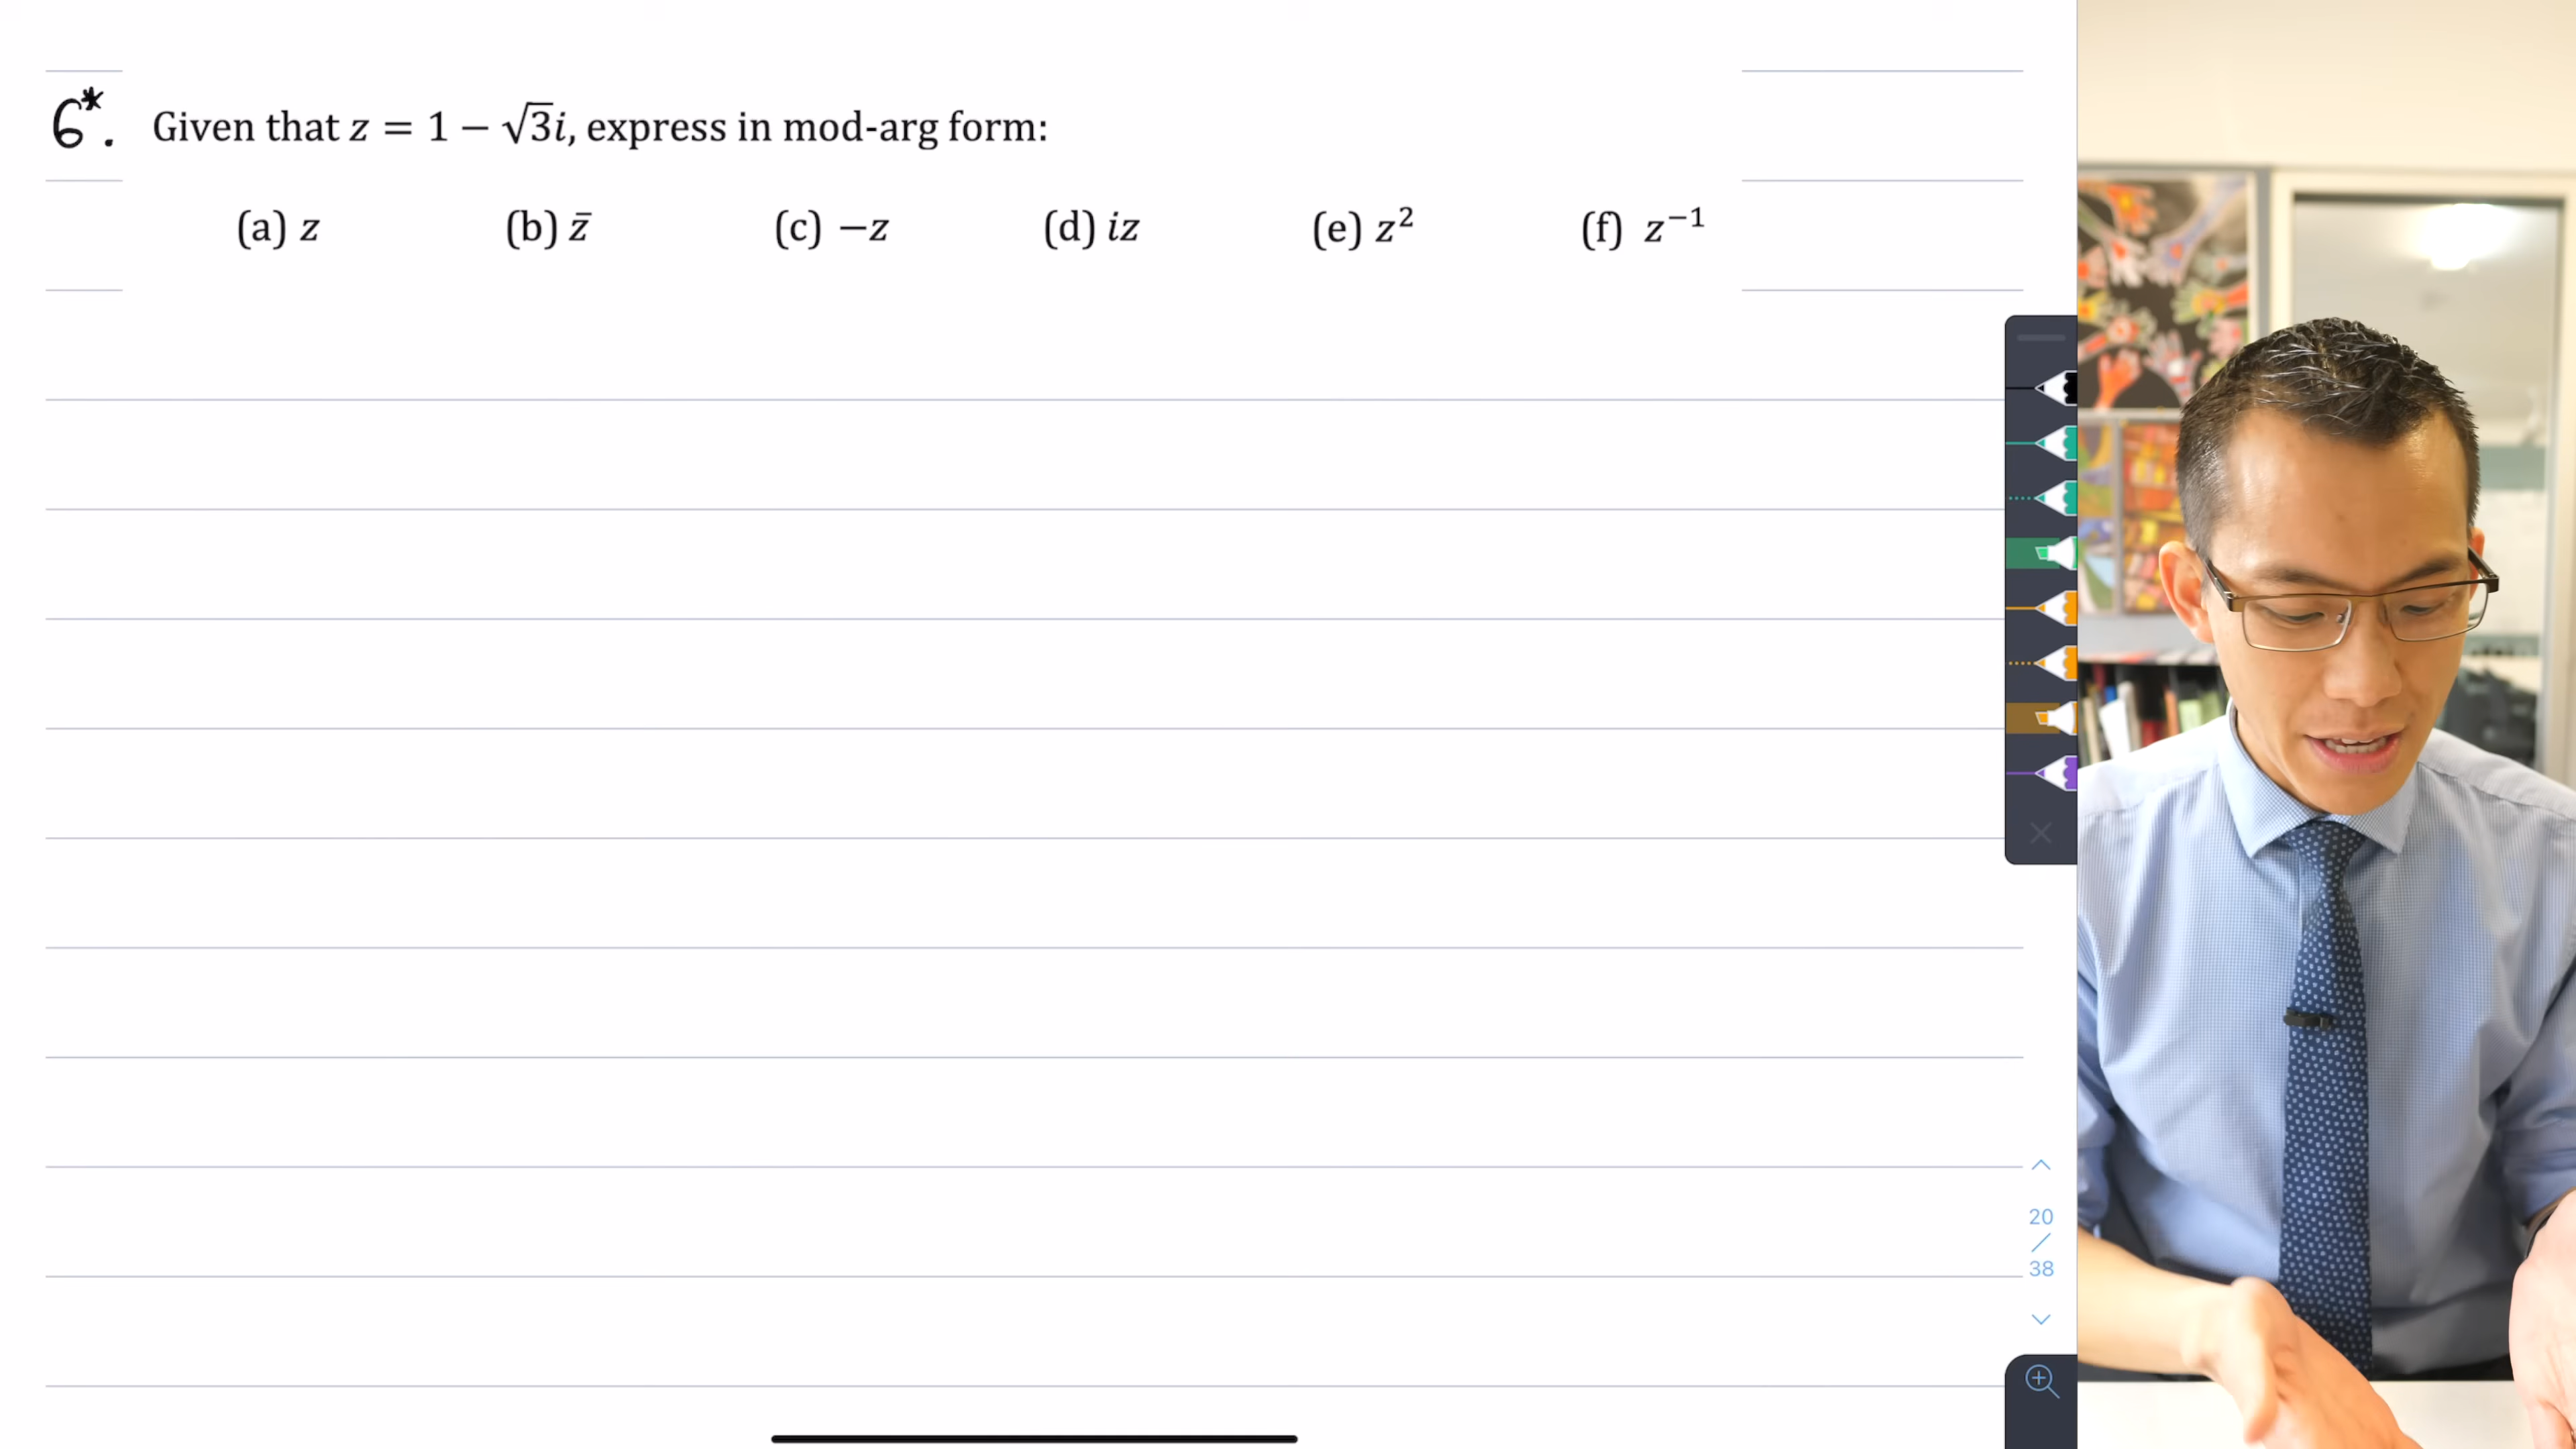 6*. Given that z = 1 − √3i, express in mod-arg form:
(a) z (b) z̄ (c) −z (d) iz (e) z² (f) z⁻¹
20
/
38